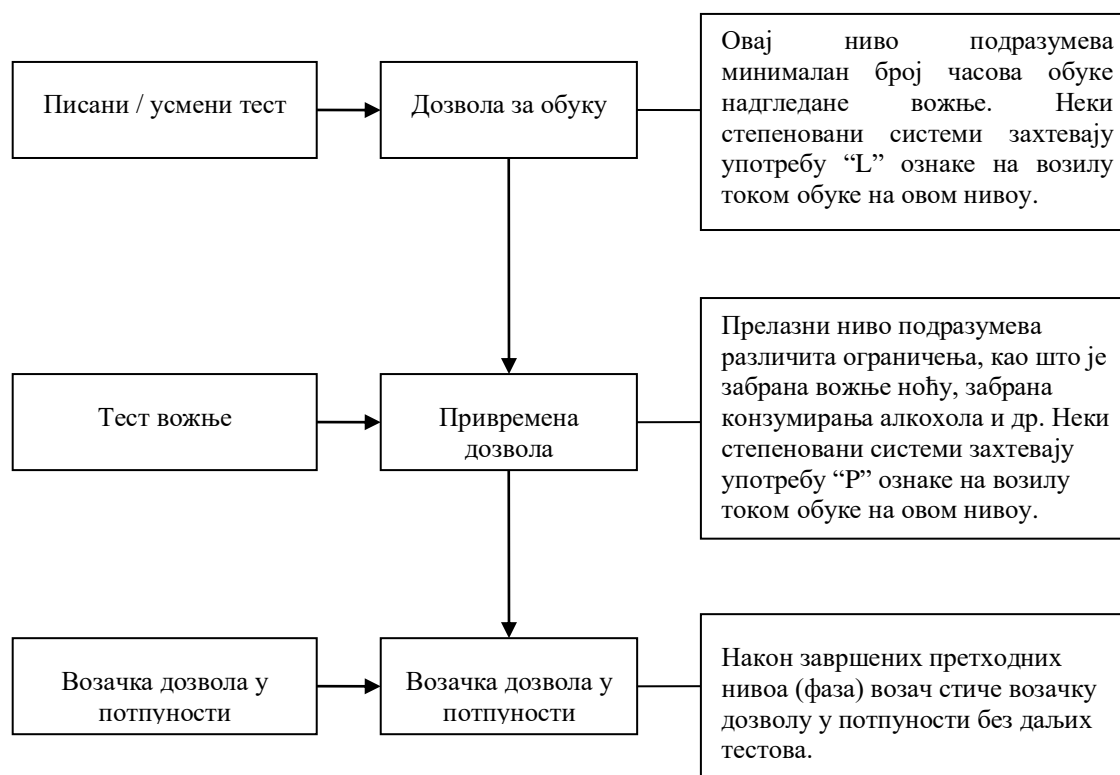 Писани / усмени тест
Дозвола за обуку
Овај ниво подразумева
минималан број часова обуке
надгледане вожње. Неки
степеновани системи захтевају
употребу “L” ознаке на возилу
током обуке на овом нивоу.
Тест вожње
Привремена
дозвола
Прелазни ниво подразумева
различита ограничења, као што је
забрана вожње ноћу, забрана
конзумирања алкохола и др. Неки
степеновани системи захтевају
употребу “P” ознаке на возилу
током обуке на овом нивоу.
Возачка дозвола у
потпуности
Возачка дозвола у
потпуности
Након завршених претходних
нивоа (фаза) возач стиче возачку
дозволу у потпуности без даљих
тестова.